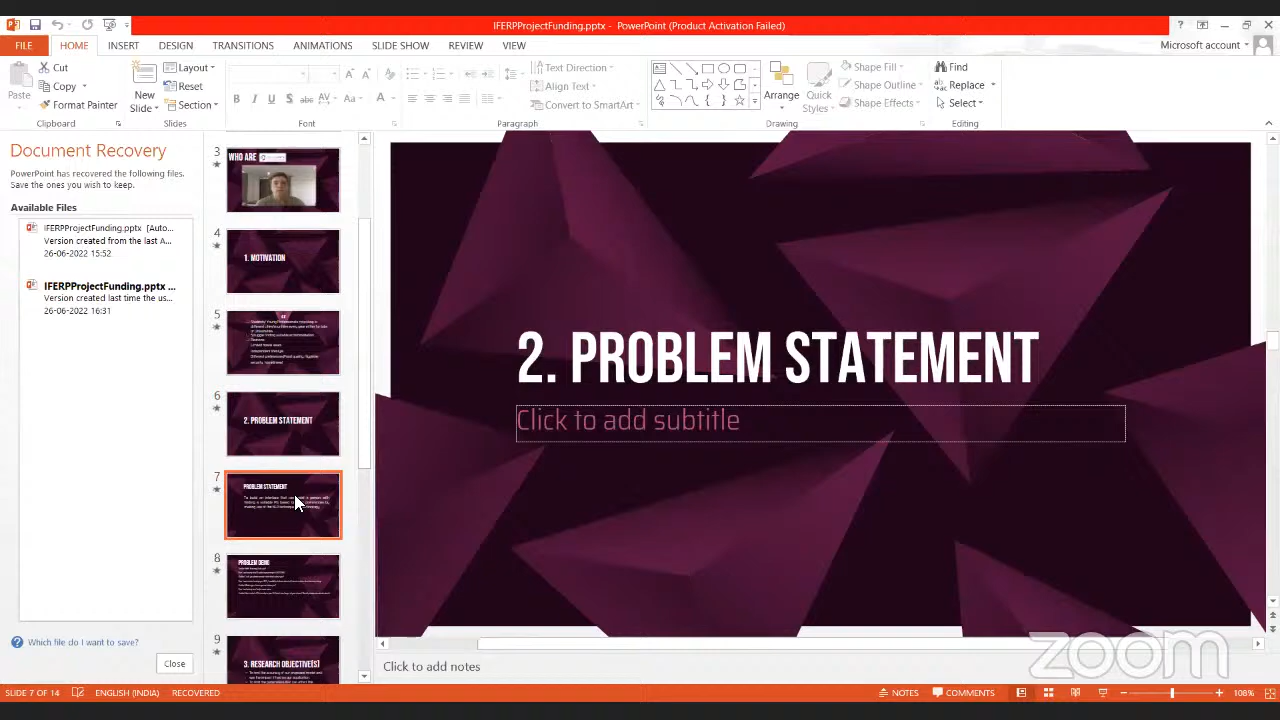 IFERPProjectFunding.pptx - PowerPoint (Product Activation Failed)
FILE HOME INSERT DESIGN TRANSITIONS ANIMATIONS SLIDE SHOW REVIEW VIEW
Microsoft account
Paste
Cut
Copy
Format Painter
Clipboard
New
Slide
Layout
Reset
Section
Slides
Font
Text Direction
Align Text
Convert to SmartArt
Paragraph
Arrange
Quick
Styles
Shape Fill
Shape Outline
Shape Effects
Drawing
Find
Replace
Select
Editing
Document Recovery
PowerPoint has recovered the following files.
Save the ones you wish to keep.
Available Files
IFERPProjectFunding.pptx [Auto...
Version created from the last A...
26-06-2022 15:52
IFERPProjectFunding.pptx ...
Version created last time the us...
26-06-2022 16:31
Which file do I want to save?
Close
3
WHO ARE
4
1. MOTIVATION
5
6
2. PROBLEM STATEMENT
7
PROBLEM STATEMENT
8
PROBLEM BEING
9
3. RESEARCH OBJECTIVE(S)
2. PROBLEM STATEMENT
Click to add subtitle
Click to add notes
zoom
SLIDE 7 OF 14 ENGLISH (INDIA) RECOVERED
NOTES COMMENTS 108%